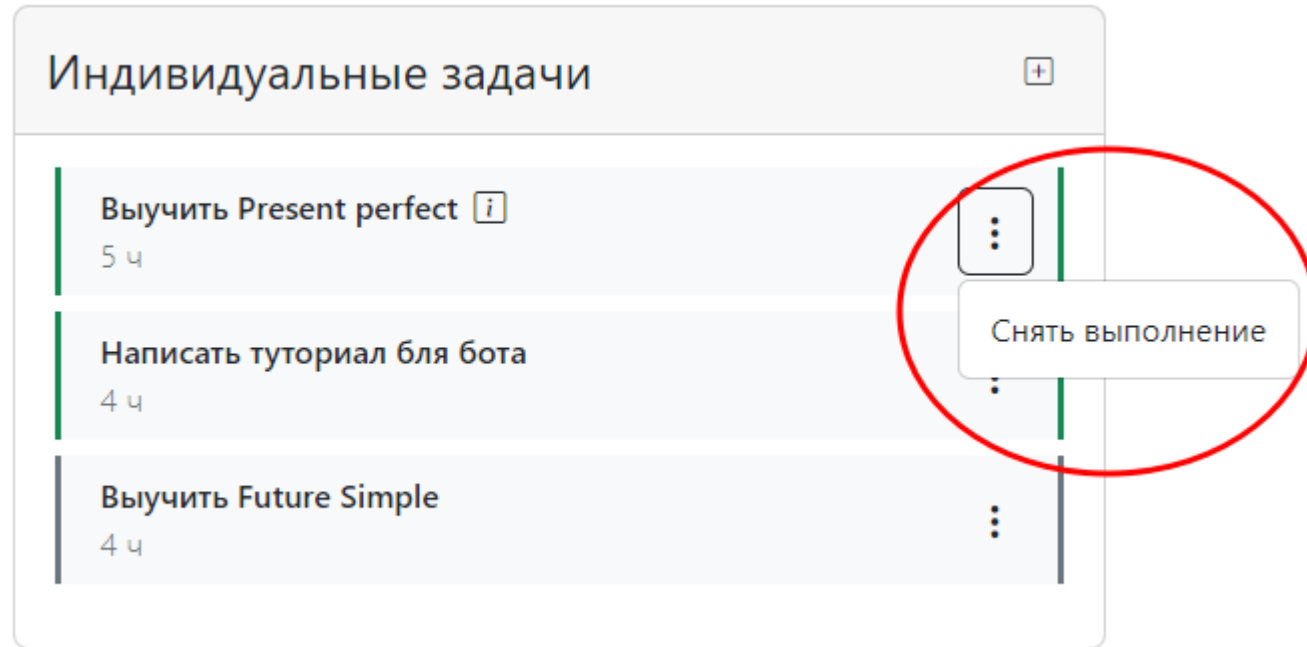 Индивидуальные задачи
Выучить Present perfect i
5 ч
Снять выполнение
Написать туториал бля бота
4 ч
Выучить Future Simple
4 ч